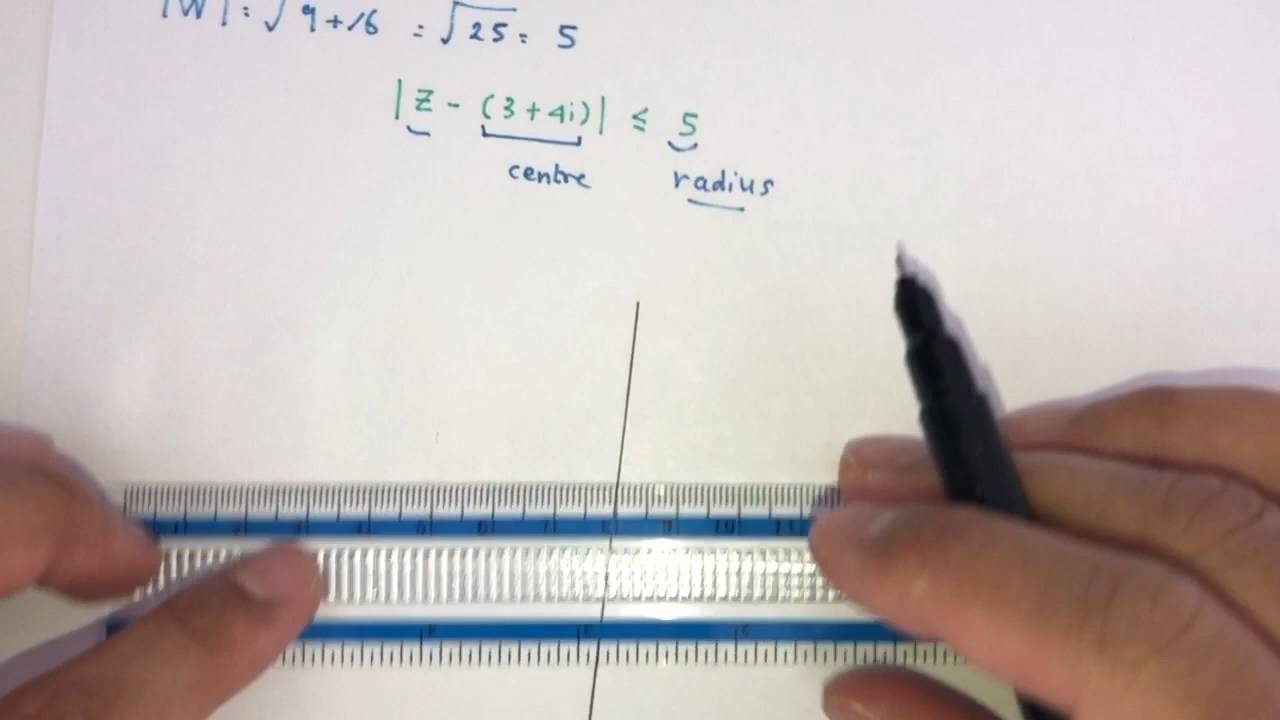 |W| = √9+16 = √25 = 5
|z - (3+4i)| ≤ 5
centre radius